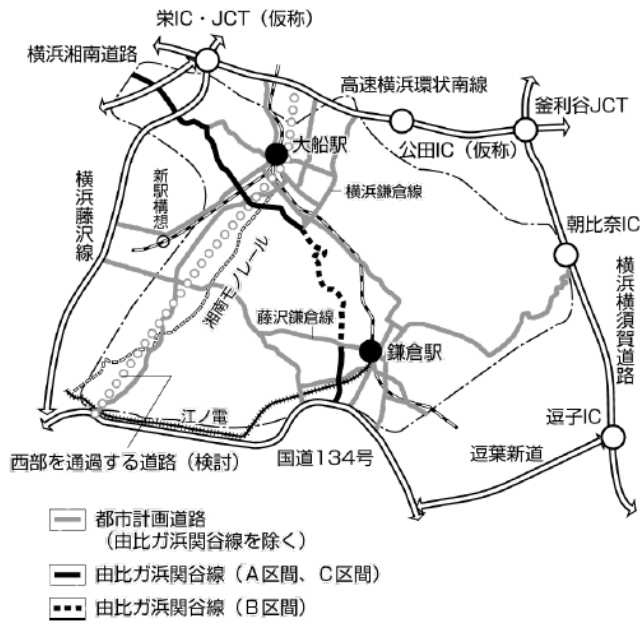 栄IC・JCT（仮称）
横浜湘南道路
高速横浜環状南線
釜利谷JCT
大船駅
公田IC（仮称）
新駅構想
横浜鎌倉線
横浜藤沢線
朝比奈IC
湘南モノレール
横浜横須賀道路
藤沢鎌倉線
鎌倉駅
江ノ電
逗子IC
西部を通過する道路（検討）
国道134号
逗葉新道
都市計画道路
（由比ガ浜関谷線を除く）
由比ガ浜関谷線（A区間、C区間）
由比ガ浜関谷線（B区間）